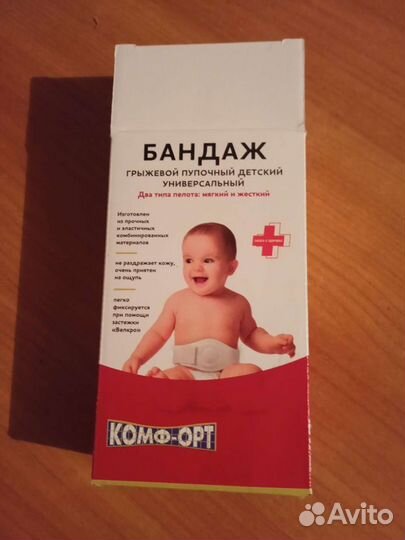 БАНДАЖ
ГРЫЖЕВОЙ ПУПОЧНЫЙ ДЕТСКИЙ
УНИВЕРСАЛЬНЫЙ
Два типа пелота: мягкий и жесткий
Изготовлен
из прочных
и эластичных
комбинированных
материалов
не раздражает кожу,
очень приятен
на ощупь
легко
фиксируется
при помощи
застежки
«Велкро»
КОМФ-ОРТ
Avito